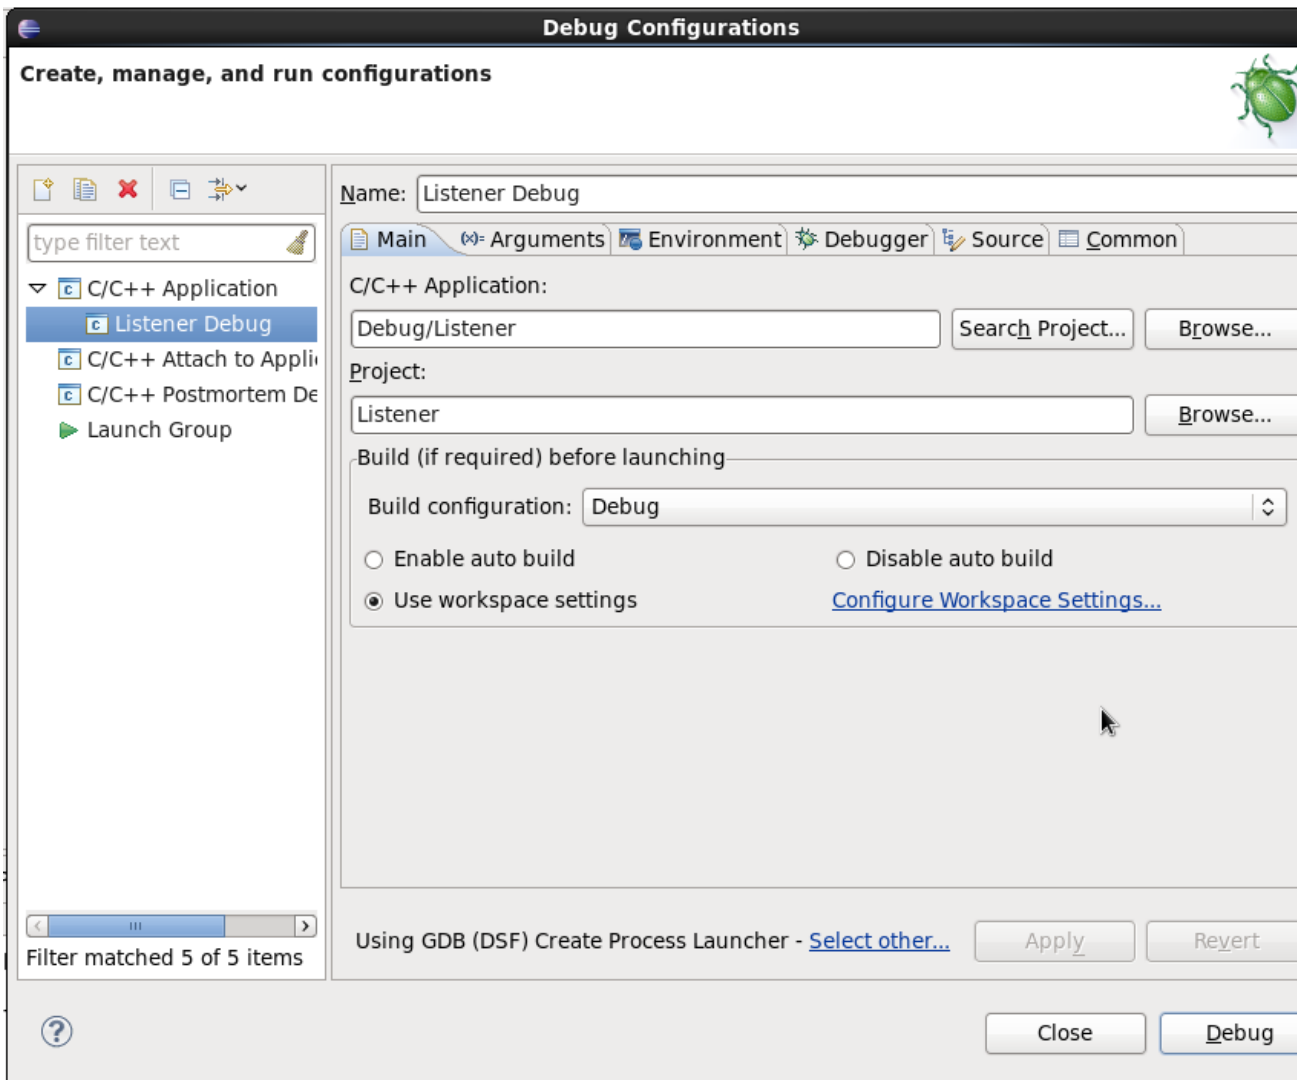 Debug Configurations
Create, manage, and run configurations
Name: Listener Debug
type filter text
Main (x)= Arguments Environment Debugger Source Common
C/C++ Application
Listener Debug
C/C++ Attach to Appli
C/C++ Postmortem De
Launch Group
C/C++ Application:
Debug/Listener Search Project... Browse...
Project:
Listener Browse...
Build (if required) before launching
Build configuration: Debug
Enable auto build Disable auto build
Use workspace settings Configure Workspace Settings...
Filter matched 5 of 5 items
Using GDB (DSF) Create Process Launcher - Select other... Apply Revert
Close Debug